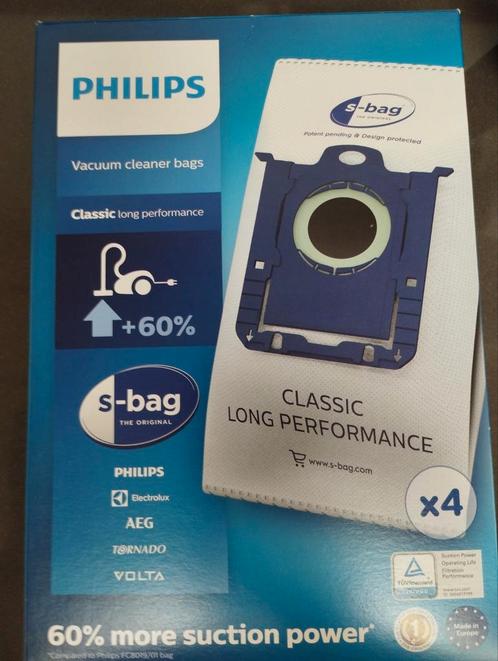 PHILIPS
Vacuum cleaner bags
Classic long performance
+60%
s-bag
THE ORIGINAL
PHILIPS
Electrolux
AEG
T@RNADO
VOLTA
s-bag
THE ORIGINAL
Patent pending & Design protected
CLASSIC
LONG PERFORMANCE
www.s-bag.com
x4
Suction Power
Operating Life
Filtration
Performance
TÜVRheinland
1
Made in
Europe
60% more suction power*
*Compared to Philips FC8019/01 bag